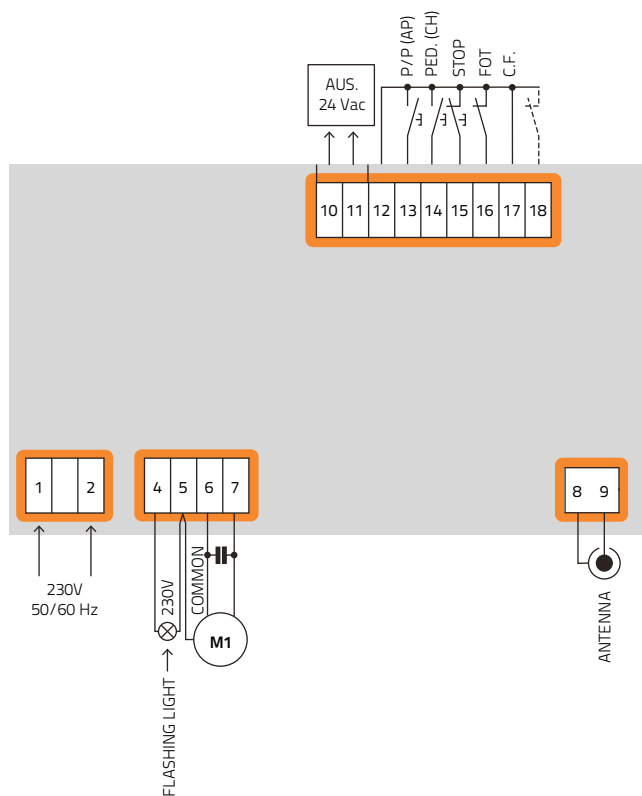 P/P (AP)
PED. (CH)
STOP
FOT
C.F.
AUS.
24 Vac
10 11 12 13 14 15 16 17 18
1 2
4 5 6 7
8 9
230V
50/60 Hz
230V
COMMON
M1
FLASHING LIGHT
ANTENNA